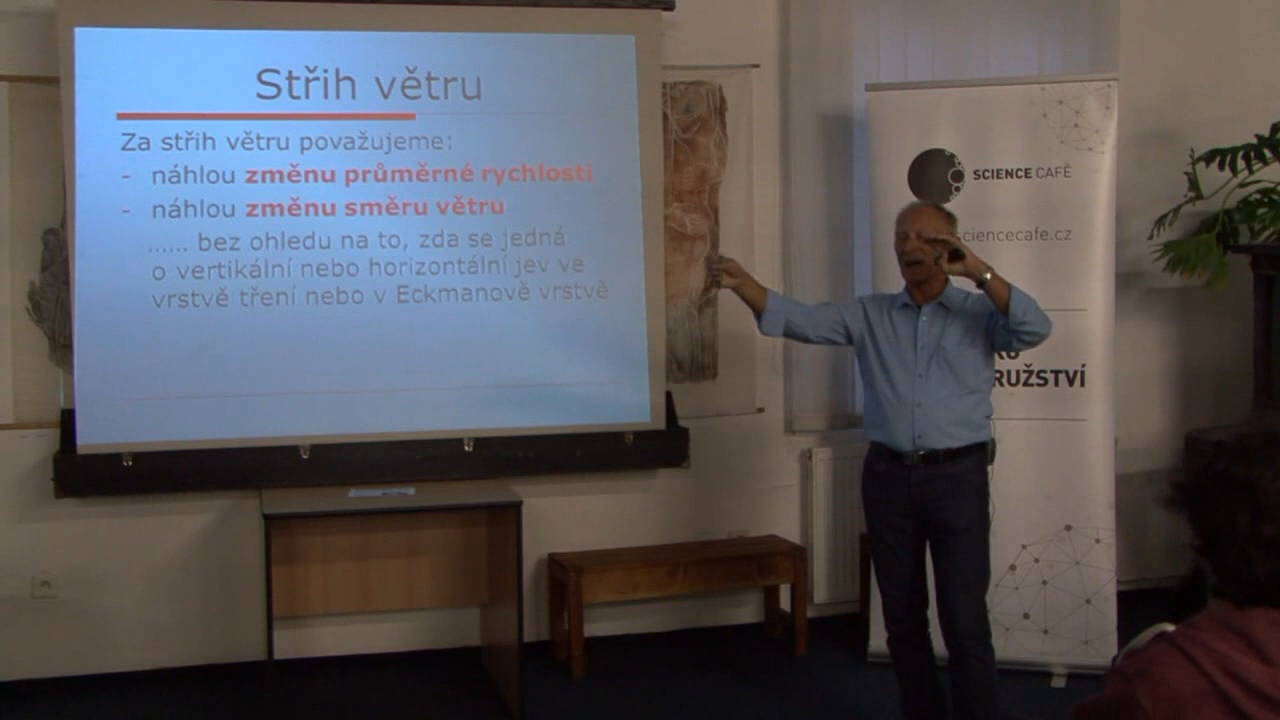 Střih větru
Za střih větru považujeme:
- náhlou změnu průměrné rychlosti
- náhlou změnu směru větru
...... bez ohledu na to, zda se jedná
o vertikální nebo horizontální jev ve
vrstvě tření nebo v Eckmanově vrstvě
SCIENCE CAFÉ
sciencecafe.cz
RUŽSTVÍ